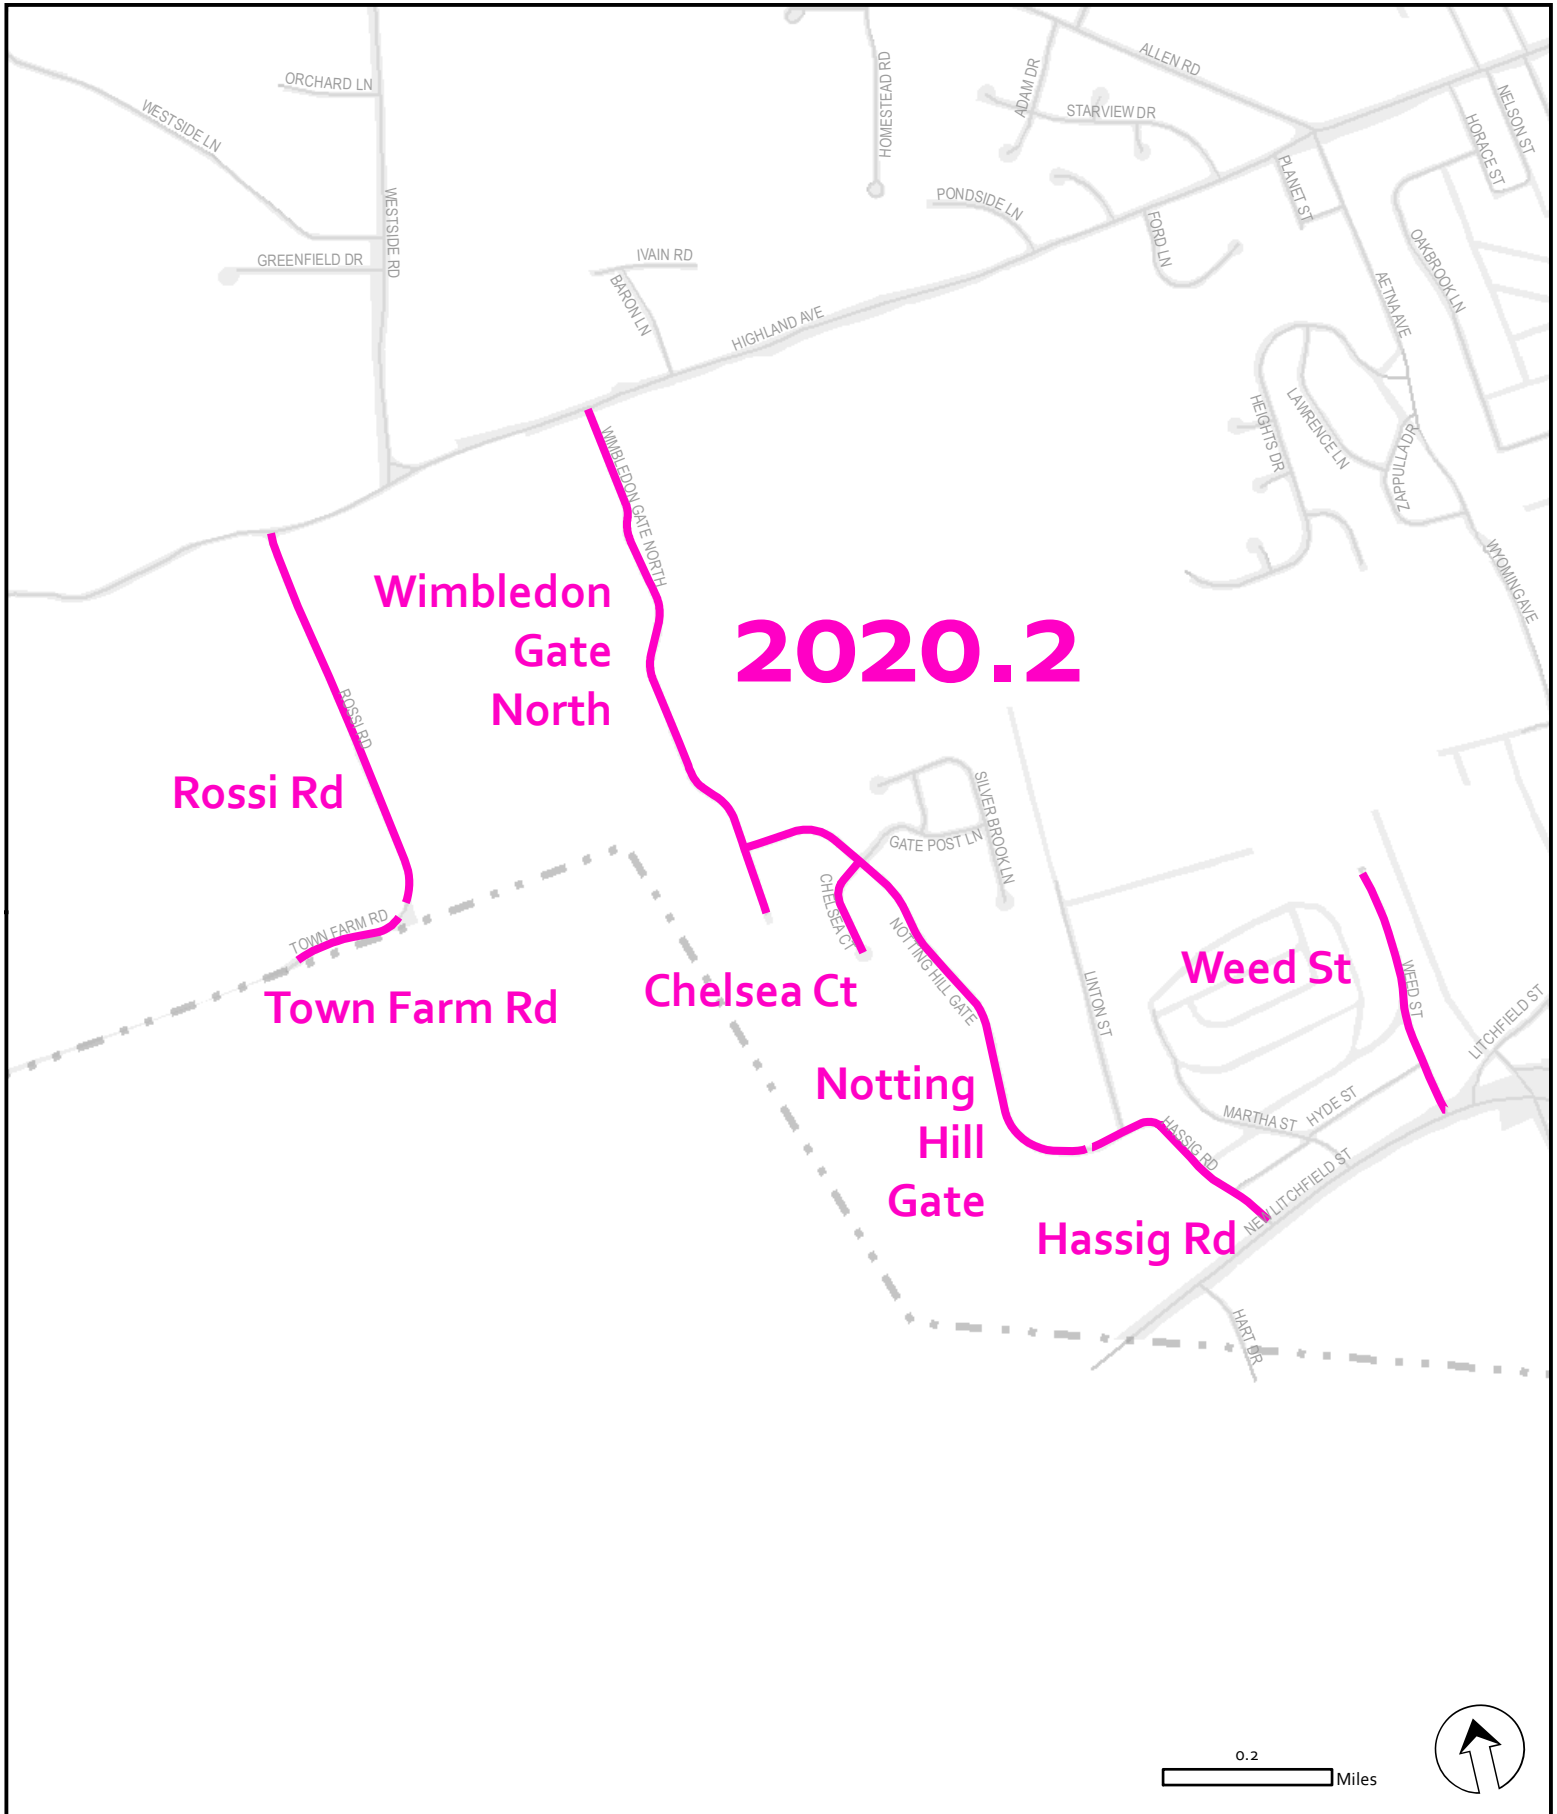 ORCHARD LN
WESTSIDE LN
WESTSIDE RD
GREENFIELD DR
HOMESTEAD RD
ADAM DR
ALLEN RD
STARVIEW DR
NELSON ST
HORACE ST
PLANET ST
PONDSIDE LN
FORD LN
OAKBROOK LN
IVAIN RD
BARON LN
HIGHLAND AVE
AETNA AVE
HEIGHTS DR
LAWRENCE LN
ZAPPULLA DR
WIMBLEDON GATE NORTH
WYOMING AVE
Wimbledon
Gate
North
2020.2
ROSSI RD
Rossi Rd
SILVER BROOK LN
GATE POST LN
CHELSEA CT
TOWN FARM RD
NOTTING HILL GATE
Town Farm Rd
Chelsea Ct
Weed St
WEED ST
LINTON ST
LITCHFIELD ST
Notting
Hill
Gate
MARTHA ST
HYDE ST
HASSIG RD
NEW LITCHFIELD ST
Hassig Rd
HART DR
0.2
Miles